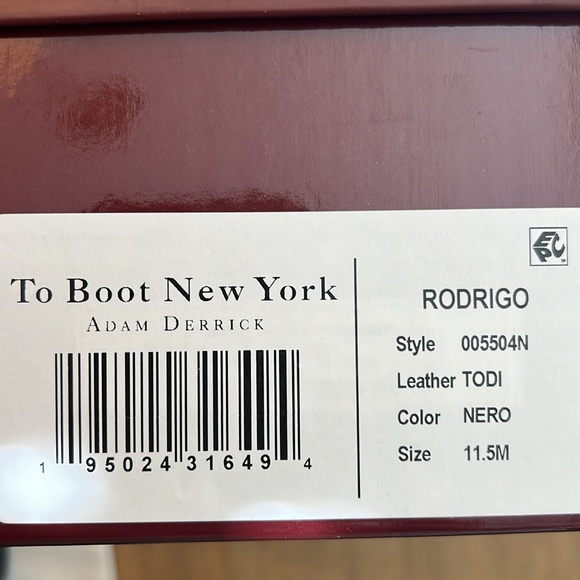 To Boot New York
ADAM DERRICK
1 95024 31649 4
EPC
RODRIGO
Style 005504N
Leather TODI
Color NERO
Size 11.5M